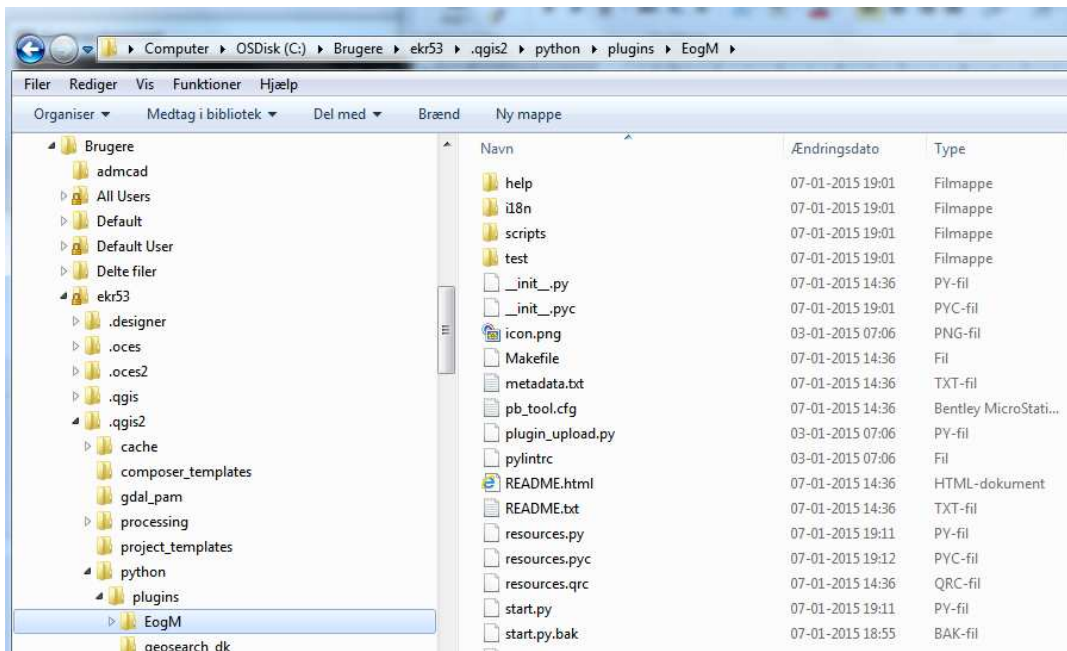 Computer OSDisk (C:) Brugere ekr53 .qgis2 python plugins EogM
Filer Rediger Vis Funktioner Hjælp
Organiser Medtag i bibliotek Del med Brænd Ny mappe
Brugere
admcad
All Users
Default
Default User
Delte filer
ekr53
.designer
.oces
.oces2
.qgis
.qgis2
cache
composer_templates
gdal_pam
processing
project_templates
python
plugins
EogM
geosearch_dk
Navn Ændringsdato Type
help 07-01-2015 19:01 Filmappe
i18n 07-01-2015 19:01 Filmappe
scripts 07-01-2015 19:01 Filmappe
test 07-01-2015 19:01 Filmappe
__init__.py 07-01-2015 14:36 PY-fil
__init__.pyc 07-01-2015 19:01 PYC-fil
icon.png 03-01-2015 07:06 PNG-fil
Makefile 07-01-2015 14:36 Fil
metadata.txt 07-01-2015 14:36 TXT-fil
pb_tool.cfg 07-01-2015 14:36 Bentley MicroStati...
plugin_upload.py 03-01-2015 07:06 PY-fil
pylintrc 03-01-2015 07:06 Fil
README.html 07-01-2015 14:36 HTML-dokument
README.txt 07-01-2015 14:36 TXT-fil
resources.py 07-01-2015 19:11 PY-fil
resources.pyc 07-01-2015 19:12 PYC-fil
resources.qrc 07-01-2015 14:36 QRC-fil
start.py 07-01-2015 19:11 PY-fil
start.py.bak 07-01-2015 18:55 BAK-fil